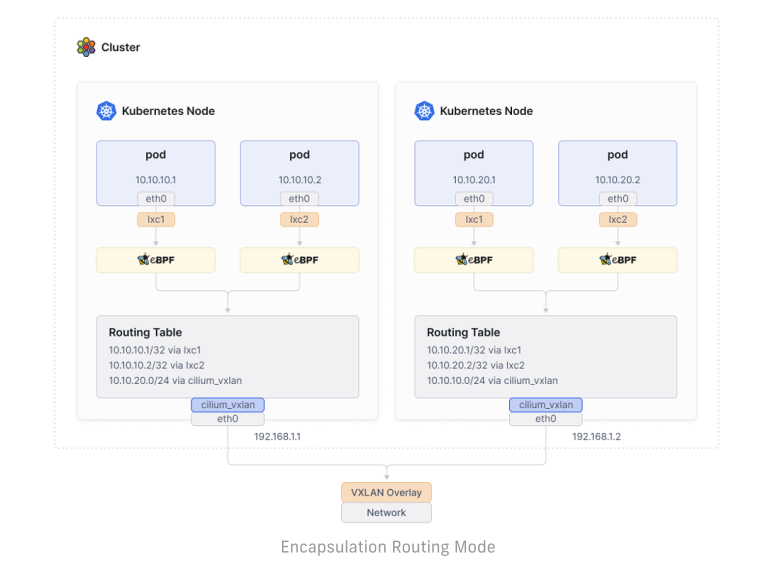 Cluster
Kubernetes Node
pod
10.10.10.1
eth0
lxc1
eBPF
pod
10.10.10.2
eth0
lxc2
eBPF
Routing Table
10.10.10.1/32 via lxc1
10.10.10.2/32 via lxc2
10.10.20.0/24 via cilium_vxlan
cilium_vxlan
eth0
192.168.1.1
Kubernetes Node
pod
10.10.20.1
eth0
lxc1
eBPF
pod
10.10.20.2
eth0
lxc2
eBPF
Routing Table
10.10.20.1/32 via lxc1
10.10.20.2/32 via lxc2
10.10.10.0/24 via cilium_vxlan
cilium_vxlan
eth0
192.168.1.2
VXLAN Overlay
Network
Encapsulation Routing Mode